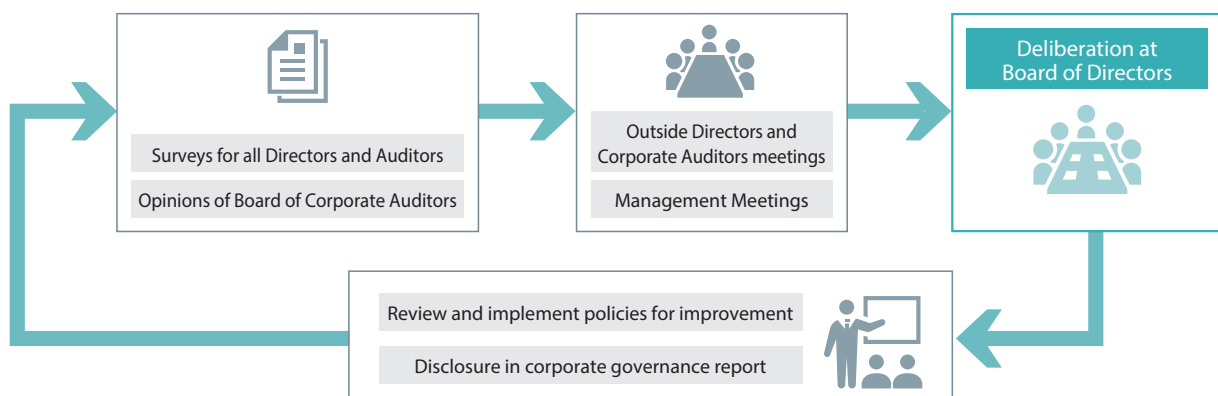 Surveys for all Directors and Auditors
Opinions of Board of Corporate Auditors
Outside Directors and
Corporate Auditors meetings
Management Meetings
Deliberation at
Board of Directors
Review and implement policies for improvement
Disclosure in corporate governance report